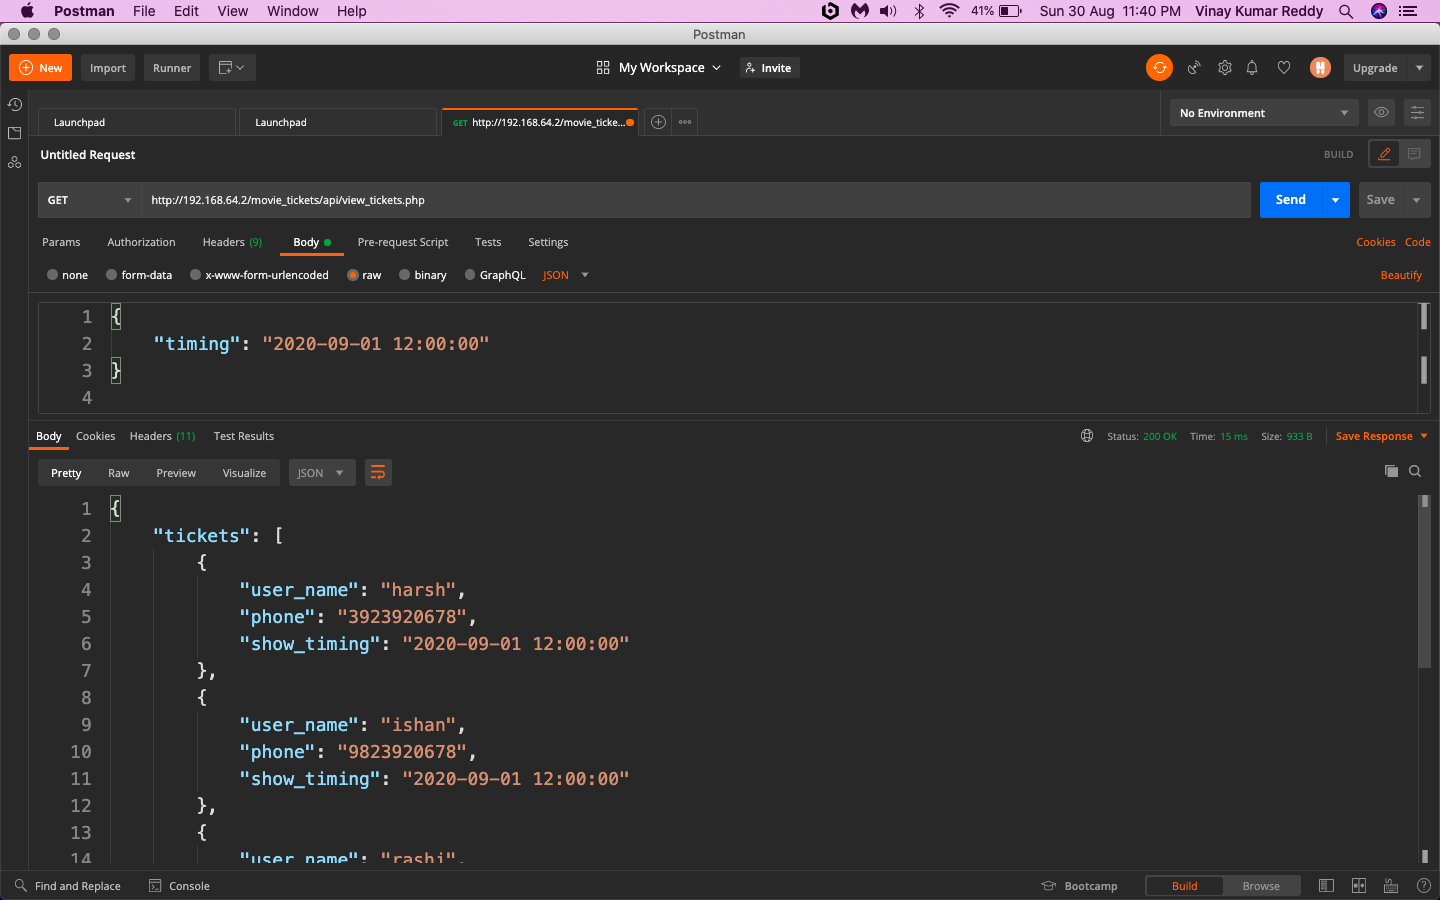 Postman File Edit View Window Help 41% Sun 30 Aug 11:40 PM Vinay Kumar Reddy
Postman
New Import Runner My Workspace Invite Upgrade
Launchpad Launchpad GET http://192.168.64.2/movie_ticke... No Environment
Untitled Request BUILD
GET http://192.168.64.2/movie_tickets/api/view_tickets.php Send Save
Params Authorization Headers (9) Body Pre-request Script Tests Settings Cookies Code
none form-data x-www-form-urlencoded raw binary GraphQL JSON Beautify
1 {
2 "timing": "2020-09-01 12:00:00"
3 }
4
Body Cookies Headers (11) Test Results Status: 200 OK Time: 15 ms Size: 933 B Save Response
Pretty Raw Preview Visualize JSON
1 {
2 "tickets": [
3 {
4 "user_name": "harsh",
5 "phone": "3923920678",
6 "show_timing": "2020-09-01 12:00:00"
7 },
8 {
9 "user_name": "ishan",
10 "phone": "9823920678",
11 "show_timing": "2020-09-01 12:00:00"
12 },
13 {
14 "user_name": "rashi",
Find and Replace Console Bootcamp Build Browse